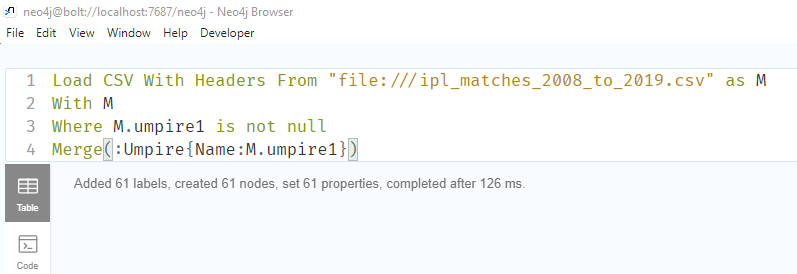 neo4j@bolt://localhost:7687/neo4j - Neo4j Browser
File Edit View Window Help Developer
1 Load CSV With Headers From "file:///ipl_matches_2008_to_2019.csv" as M
2 With M
3 Where M.umpire1 is not null
4 Merge(:Umpire{Name:M.umpire1})
Added 61 labels, created 61 nodes, set 61 properties, completed after 126 ms.
Table
Code